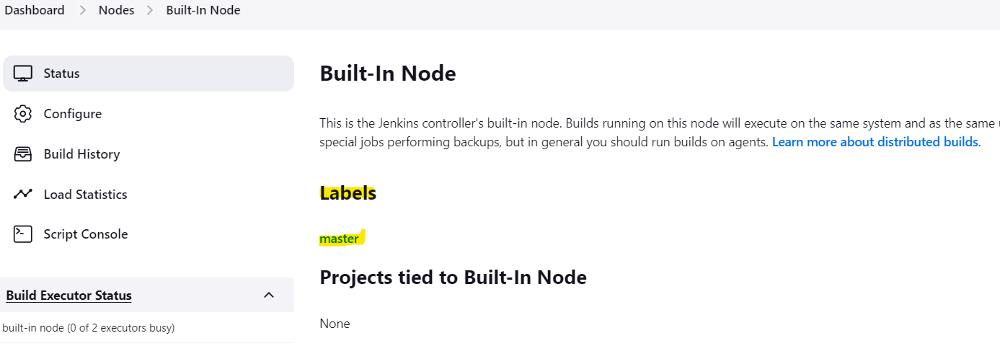 Dashboard > Nodes > Built-In Node
Status
Configure
Build History
Load Statistics
Script Console
Build Executor Status
built-in node (0 of 2 executors busy)
Built-In Node
This is the Jenkins controller's built-in node. Builds running on this node will execute on the same system and as the same
special jobs performing backups, but in general you should run builds on agents. Learn more about distributed builds.
Labels
master
Projects tied to Built-In Node
None